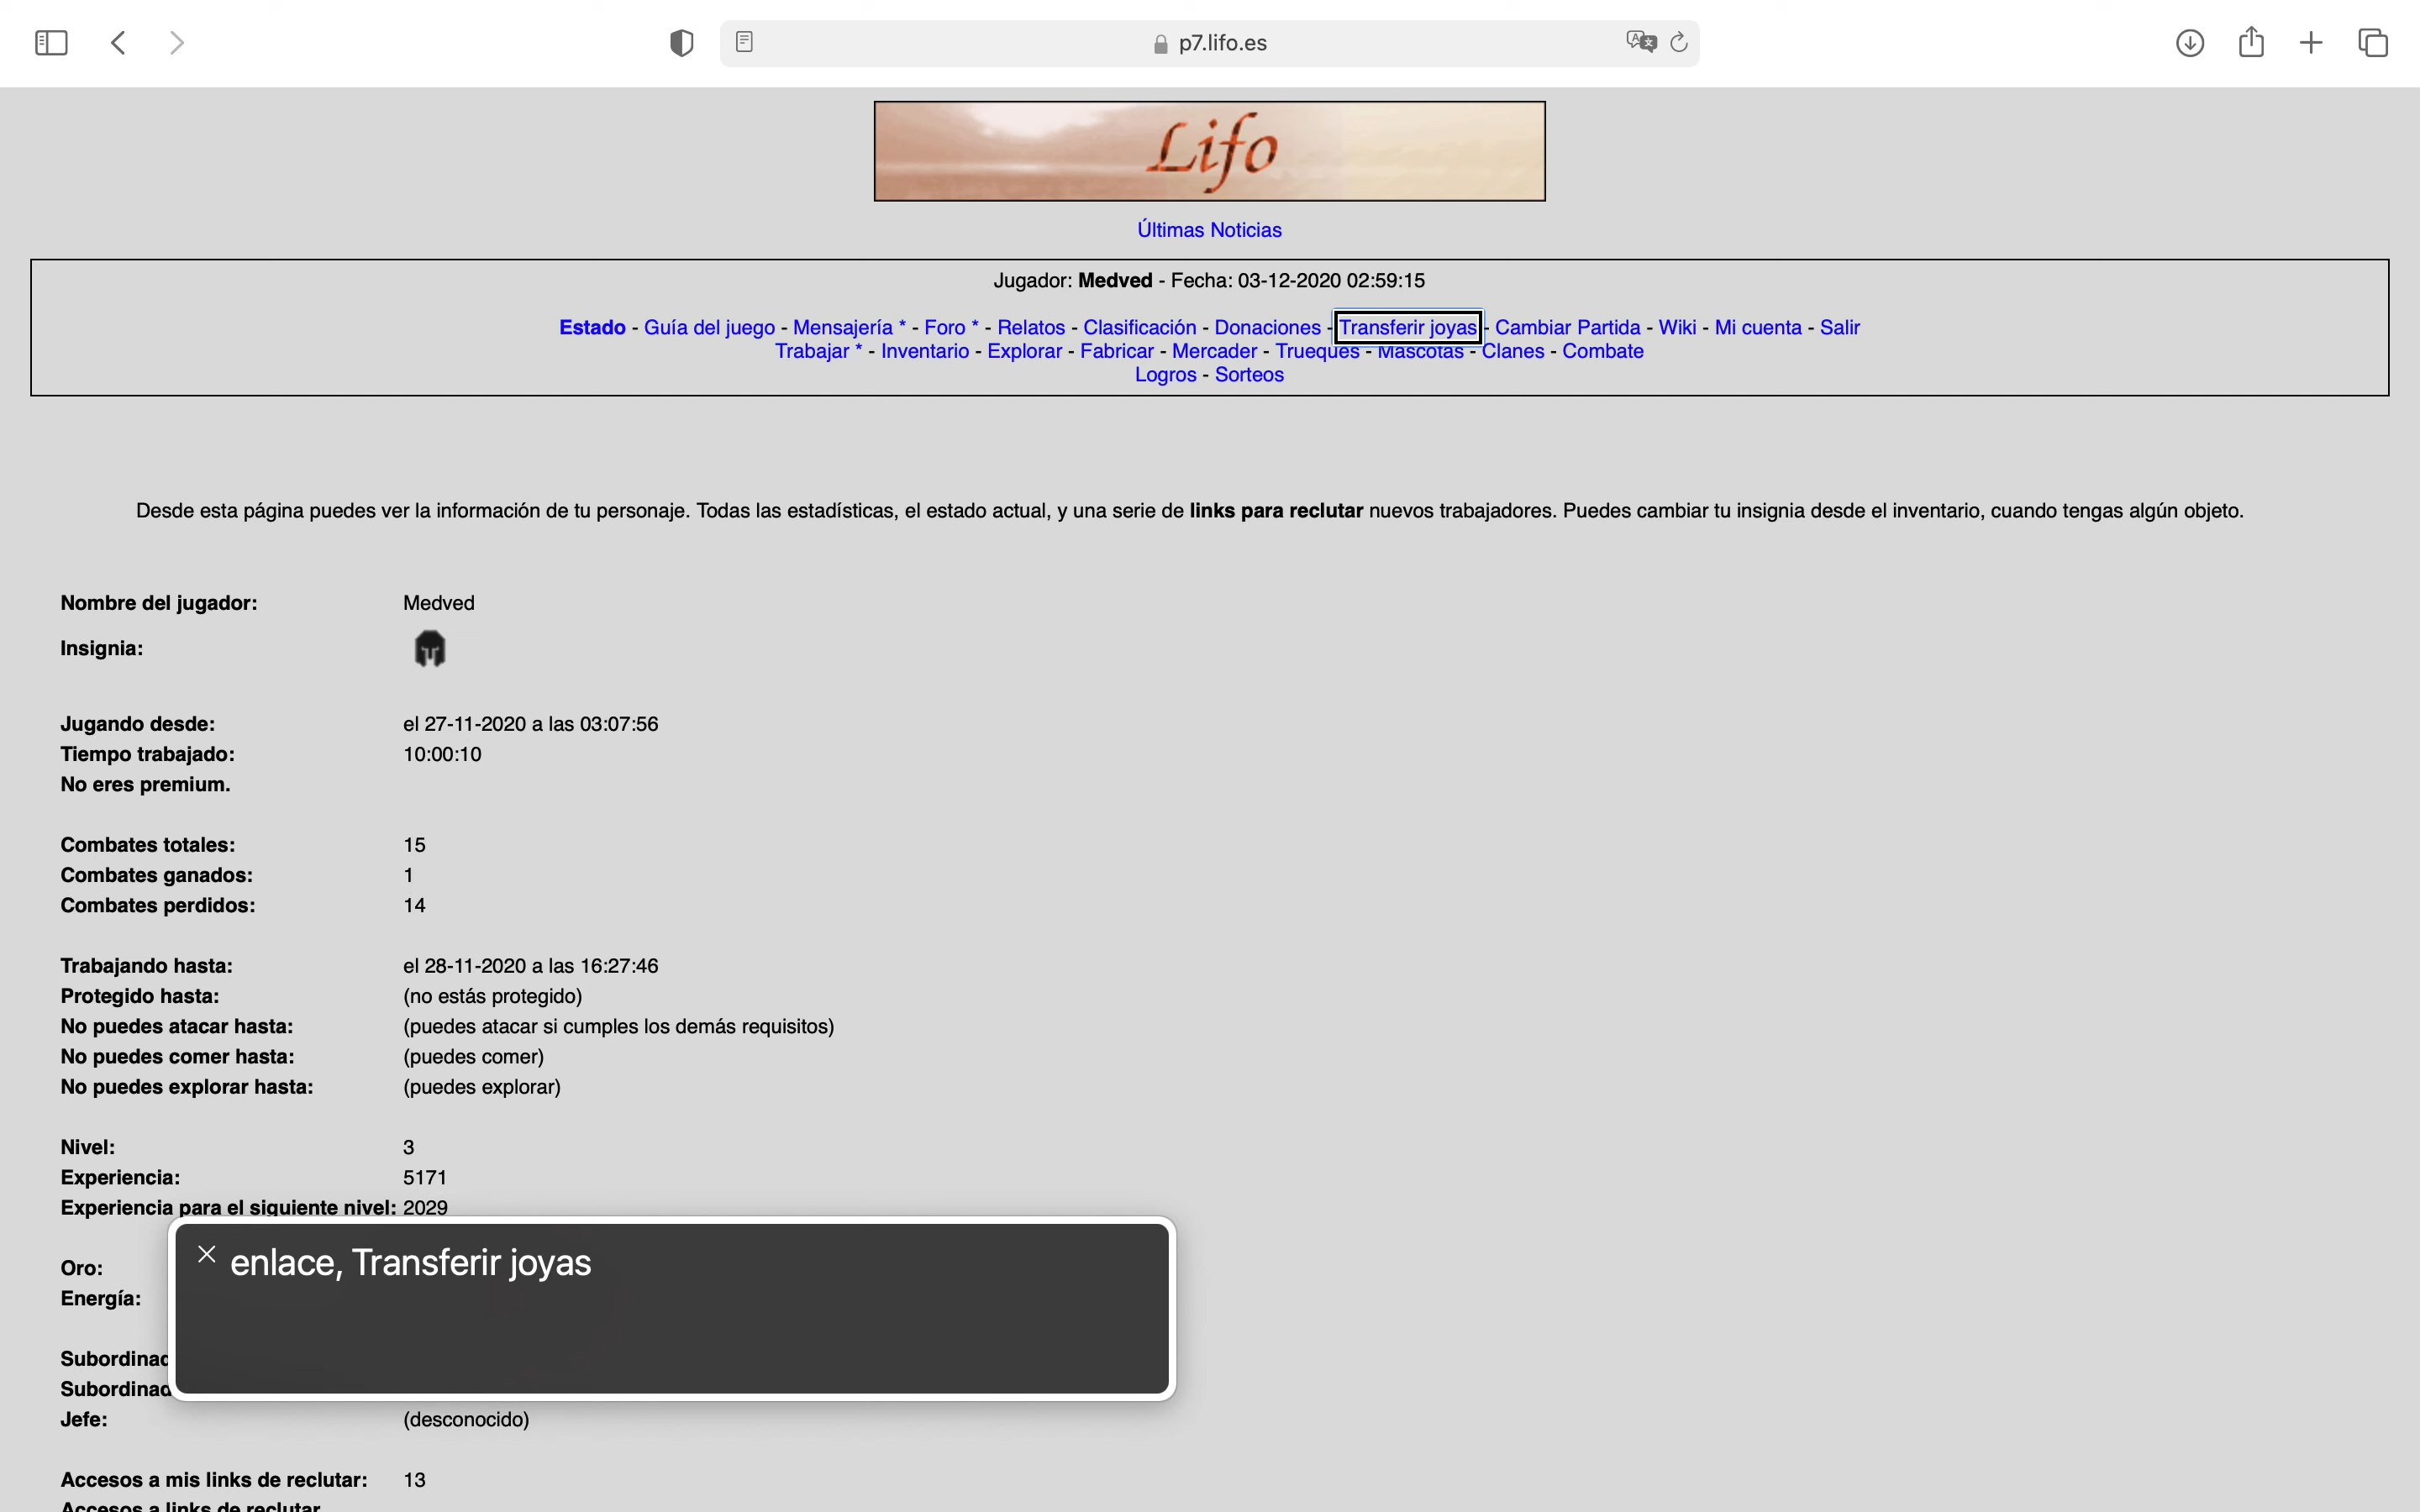 p7.lifo.es
Lifo
Últimas Noticias
Jugador: Medved - Fecha: 03-12-2020 02:59:15
Estado - Guía del juego - Mensajería * - Foro * - Relatos - Clasificación - Donaciones - Transferir joyas - Cambiar Partida - Wiki - Mi cuenta - Salir
Trabajar * - Inventario - Explorar - Fabricar - Mercader - Trueques - Mascotas - Clanes - Combate
Logros - Sorteos
Desde esta página puedes ver la información de tu personaje. Todas las estadísticas, el estado actual, y una serie de links para reclutar nuevos trabajadores. Puedes cambiar tu insignia desde el inventario, cuando tengas algún objeto.
Nombre del jugador: Medved
Insignia:
Jugando desde: el 27-11-2020 a las 03:07:56
Tiempo trabajado: 10:00:10
No eres premium.
Combates totales: 15
Combates ganados: 1
Combates perdidos: 14
Trabajando hasta: el 28-11-2020 a las 16:27:46
Protegido hasta: (no estás protegido)
No puedes atacar hasta: (puedes atacar si cumples los demás requisitos)
No puedes comer hasta: (puedes comer)
No puedes explorar hasta: (puedes explorar)
Nivel: 3
Experiencia: 5171
Experiencia para el siguiente nivel: 2029
Oro:
Energía:
enlace, Transferir joyas
Subordinad
Subordinad
Jefe: (desconocido)
Accesos a mis links de reclutar: 13
Accesos a links de reclutar